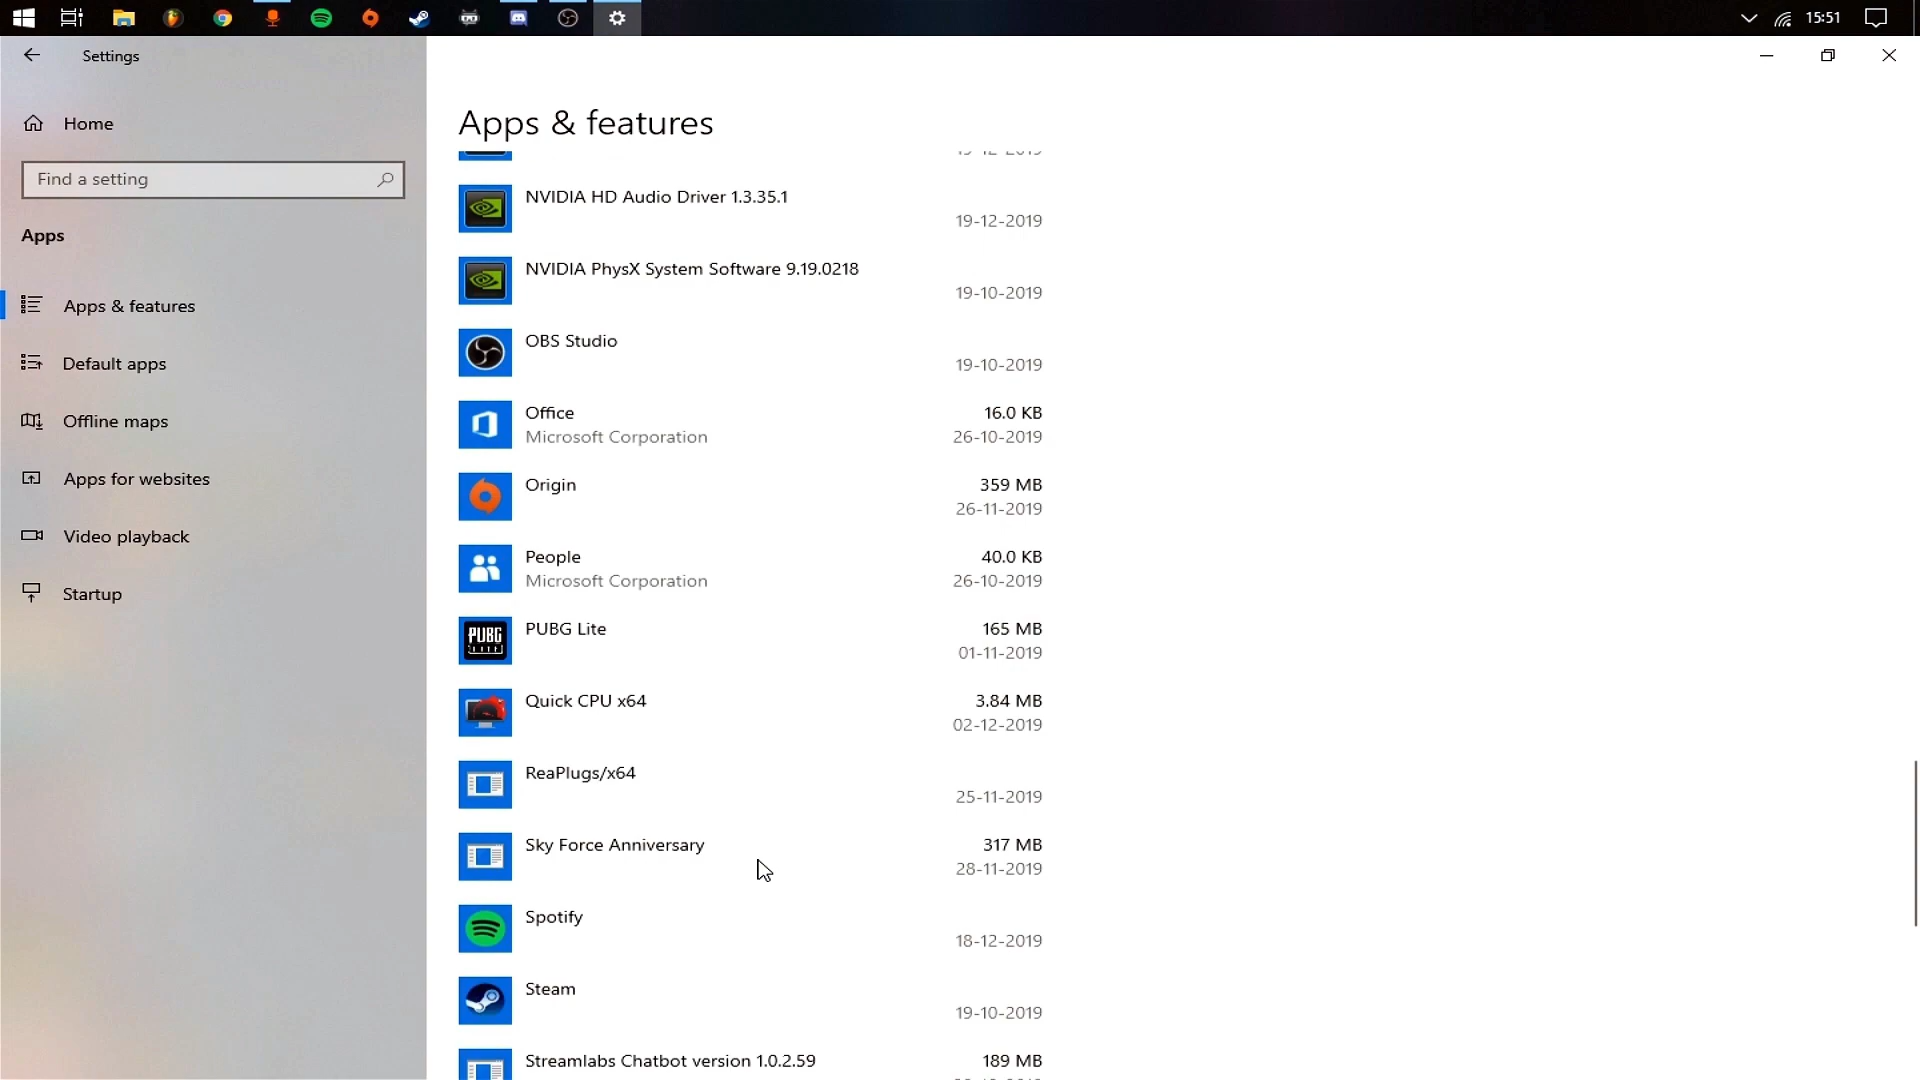 15:51
Settings
Home
Find a setting
Apps
Apps & features
Default apps
Offline maps
Apps for websites
Video playback
Startup
Apps & features
NVIDIA HD Audio Driver 1.3.35.1
19-12-2019
NVIDIA PhysX System Software 9.19.0218
19-10-2019
OBS Studio
19-10-2019
Office 16.0 KB
Microsoft Corporation 26-10-2019
Origin 359 MB
26-11-2019
People 40.0 KB
Microsoft Corporation 26-10-2019
PUBG LITE
PUBG Lite 165 MB
01-11-2019
Quick CPU x64 3.84 MB
02-12-2019
ReaPlugs/x64
25-11-2019
Sky Force Anniversary 317 MB
28-11-2019
Spotify
18-12-2019
Steam
19-10-2019
Streamlabs Chatbot version 1.0.2.59 189 MB